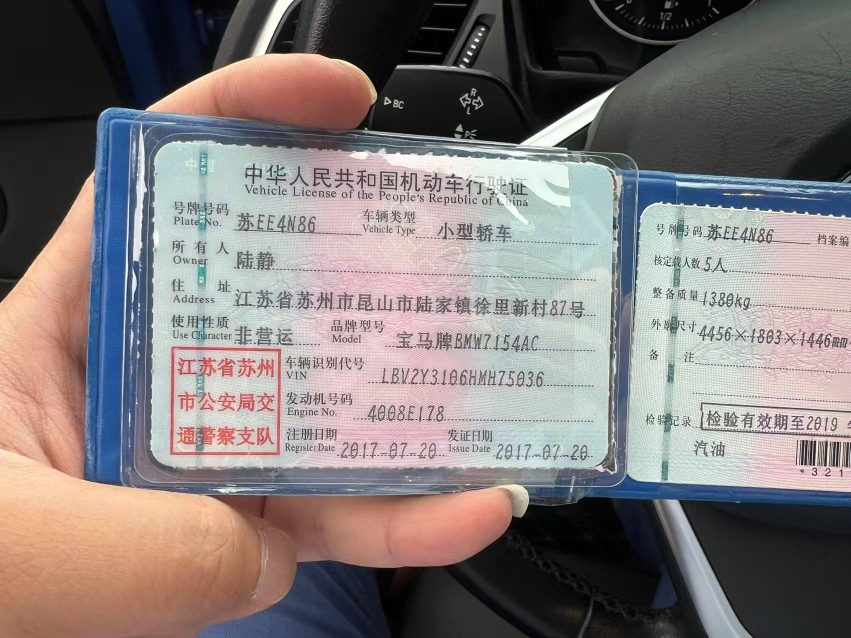 中华人民共和国机动车行驶证
Vehicle License of the People's Republic of China
号牌号码 苏EE4N86 车辆类型 小型轿车
Plate No. Vehicle Type
所有人 陆静
Owner
住址 江苏省苏州市昆山市陆家镇徐里新村87号
Address
使用性质 非营运 品牌型号 宝马牌BMW7154AC
Use Character Model
江苏省苏州
市公安局交
通警察支队
车辆识别代号 LBV2Y3106HMH75036
VIN
发动机号码 4008E178
Engine No.
注册日期 2017-07-20 发证日期 2017-07-20
Register Date Issue Date
号牌号码 苏EE4N86 档案编
核定载人数 5人
整备质量 1380kg
外廓尺寸 4456×1803×1446mm
备注
检验记录 检验有效期至2019
汽油
*321
BC
R
L
1/2